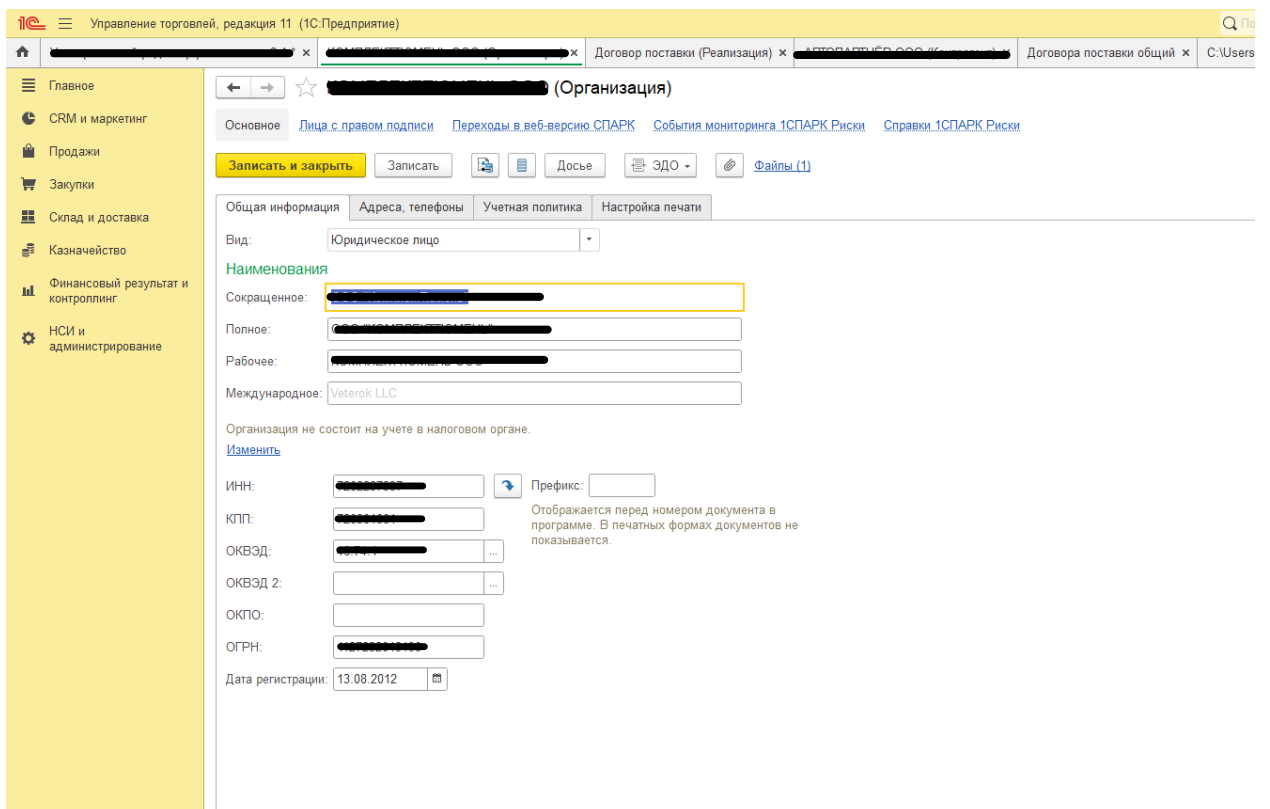 1С Управление торговлей, редакция 11 (1С:Предприятие)
Договор поставки (Реализация) × Договора поставки общий × C:\Users
Главное
CRM и маркетинг
Продажи
Закупки
Склад и доставка
Казначейство
Финансовый результат и контроллинг
НСИ и администрирование
(Организация)
Основное Лица с правом подписи Переходы в веб-версию СПАРК События мониторинга 1СПАРК Риски Справки 1СПАРК Риски
Записать и закрыть Записать Досье ЭДО Файлы (1)
Общая информация Адреса, телефоны Учетная политика Настройка печати
Вид: Юридическое лицо
Наименования
Сокращенное:
Полное:
Рабочее:
Международное: Veterok LLC
Организация не состоит на учете в налоговом органе.
Изменить
ИНН: Префикс:
Отображается перед номером документа в
программе. В печатных формах документов не
показывается.
КПП:
ОКВЭД: ...
ОКВЭД 2: ...
ОКПО:
ОГРН:
Дата регистрации: 13.08.2012